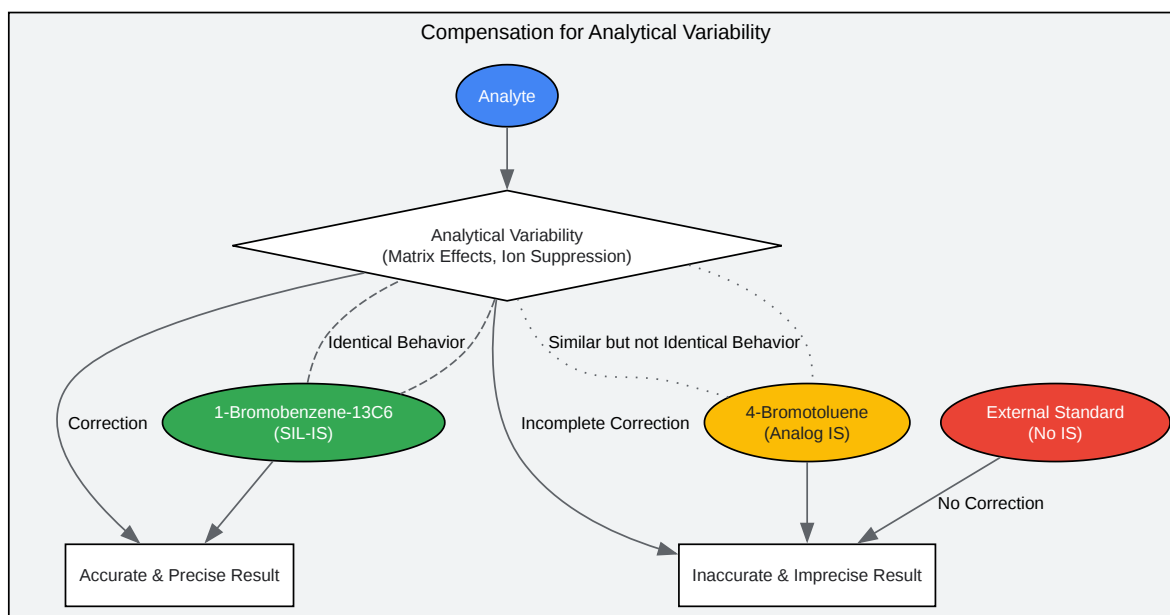 Compensation for Analytical Variability
Analyte
Analytical Variability
(Matrix Effects, Ion Suppression)
Identical Behavior
Similar but not Identical Behavior
Correction
1-Bromobenzene-13C6
(SIL-IS)
Incomplete Correction
4-Bromotoluene
(Analog IS)
External Standard
(No IS)
No Correction
Accurate & Precise Result
Inaccurate & Imprecise Result